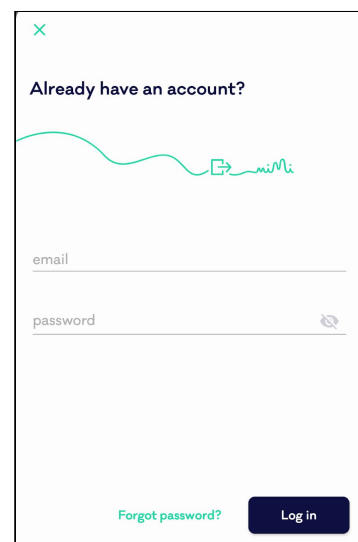 Already have an account?
miMi
email
password
Forgot password?
Log in